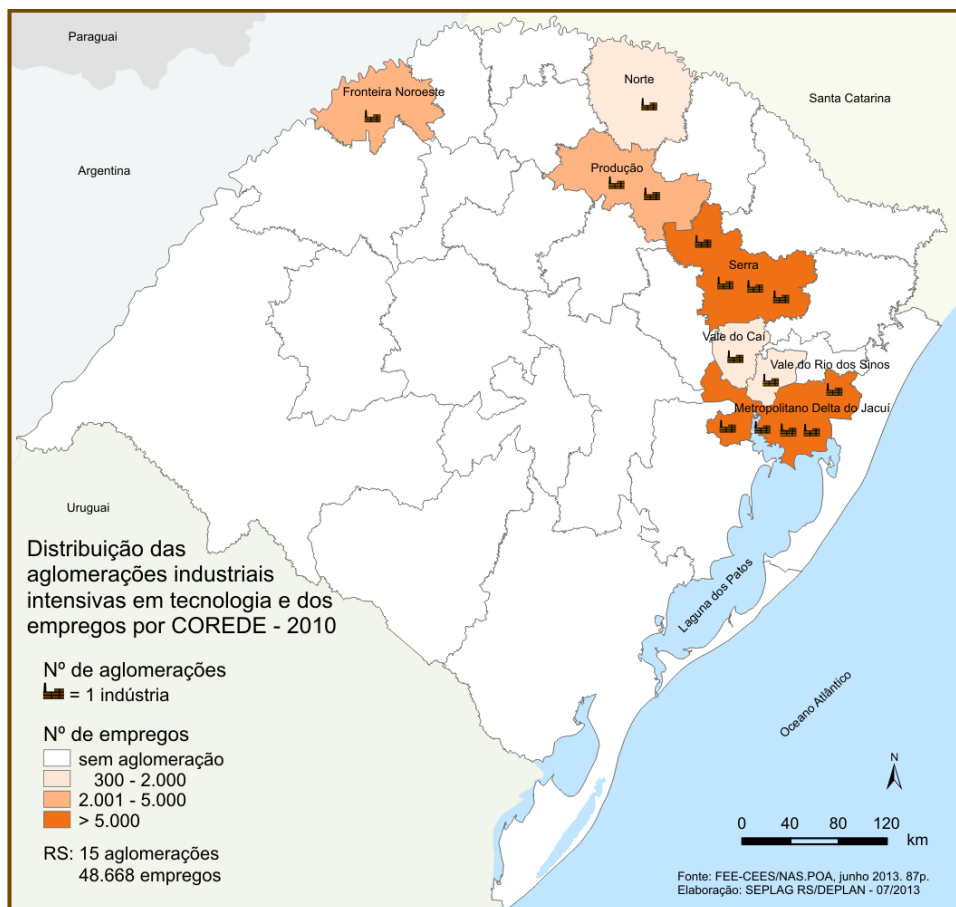 Paraguai
Santa Catarina
Argentina
Uruguai
Fronteira Noroeste
Norte
Produção
Serra
Vale do Caí
Vale do Rio dos Sinos
Metropolitano Delta do Jacuí
Laguna dos Patos
Oceano Atlântico
Distribuição das
aglomerações industriais
intensivas em tecnologia e dos
empregos por COREDE - 2010
Nº de aglomerações
= 1 indústria
Nº de empregos
sem aglomeração
300 - 2.000
2.001 - 5.000
> 5.000
RS: 15 aglomerações
48.668 empregos
N
0 40 80 120
km
Fonte: FEE-CEES/NAS.POA, junho 2013. 87p.
Elaboração: SEPLAG RS/DEPLAN - 07/2013